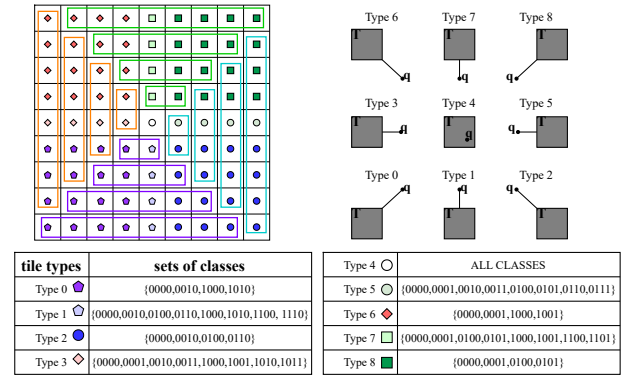 Type 6 Type 7 Type 8
T T T
q q q
Type 3 Type 4 Type 5
T T T
q q q
Type 0 Type 1 Type 2
q q q
T T T
tile types sets of classes
Type 0 {0000,0010,1000,1010}
Type 1 {0000,0010,0100,0110,1000,1010,1100, 1110}
Type 2 {0000,0010,0100,0110}
Type 3 {0000,0001,0010,0011,1000,1001,1010,1011}
Type 4 ALL CLASSES
Type 5 {0000,0001,0010,0011,0100,0101,0110,0111}
Type 6 {0000,0001,1000,1001}
Type 7 {0000,0001,0100,0101,1000,1001,1100,1101}
Type 8 {0000,0001,0100,0101}